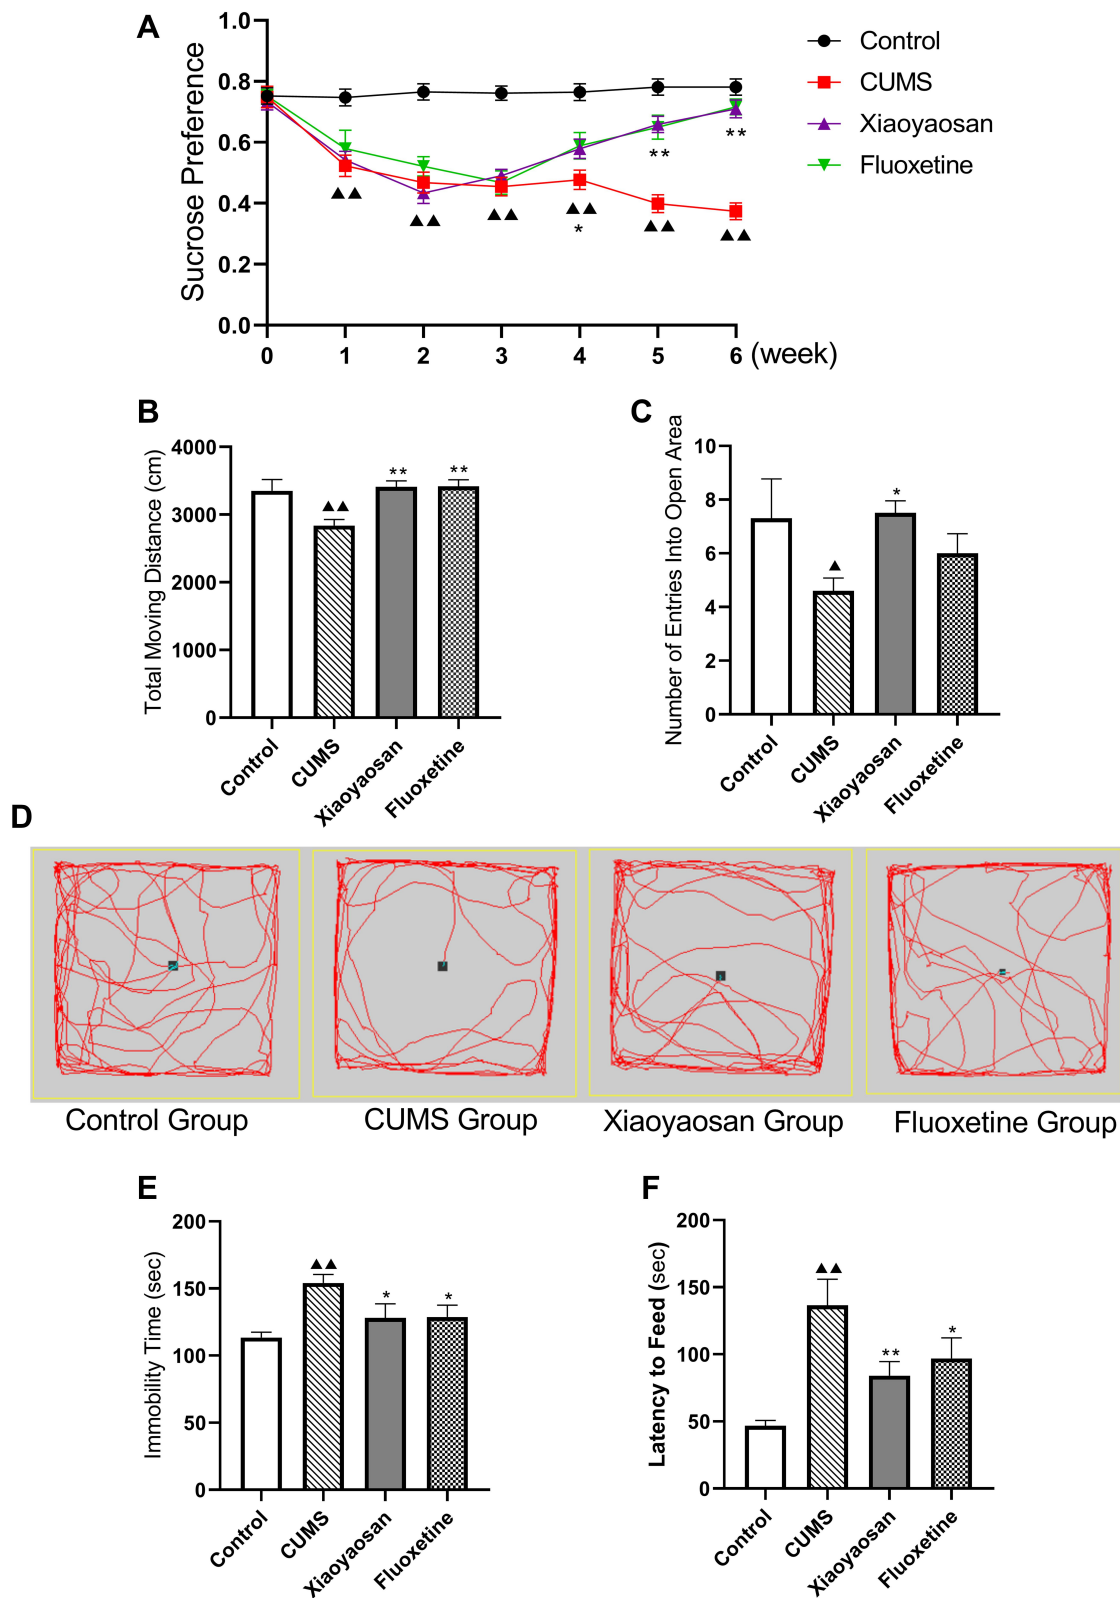 A
Sucrose Preference
1.0
0.8
0.6
0.4
0.2
0.0
0 1 2 3 4 5 6 (week)
▲▲ ▲▲ ▲▲ ▲▲ ▲▲ ▲▲
* ** **
Control
CUMS
Xiaoyaosan
Fluoxetine
B
Total Moving Distance (cm)
4000
3000
2000
1000
0
▲▲ ** **
Control CUMS Xiaoyaosan Fluoxetine
C
Number of Entries Into Open Area
10
8
6
4
2
0
▲ *
Control CUMS Xiaoyaosan Fluoxetine
D
Control Group CUMS Group Xiaoyaosan Group Fluoxetine Group
E
Immobility Time (sec)
200
150
100
50
0
▲▲ * *
Control CUMS Xiaoyaosan Fluoxetine
F
Latency to Feed (sec)
200
150
100
50
0
▲▲ ** *
Control CUMS Xiaoyaosan Fluoxetine